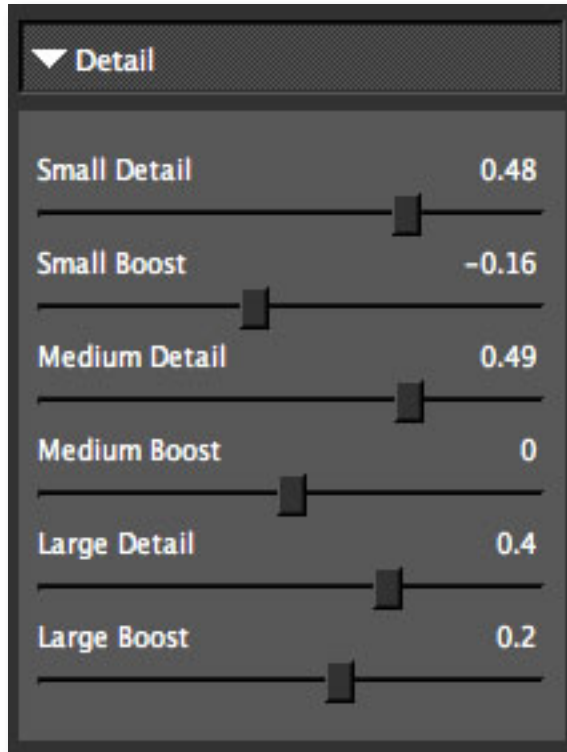 Detail
Small Detail 0.48
Small Boost -0.16
Medium Detail 0.49
Medium Boost 0
Large Detail 0.4
Large Boost 0.2